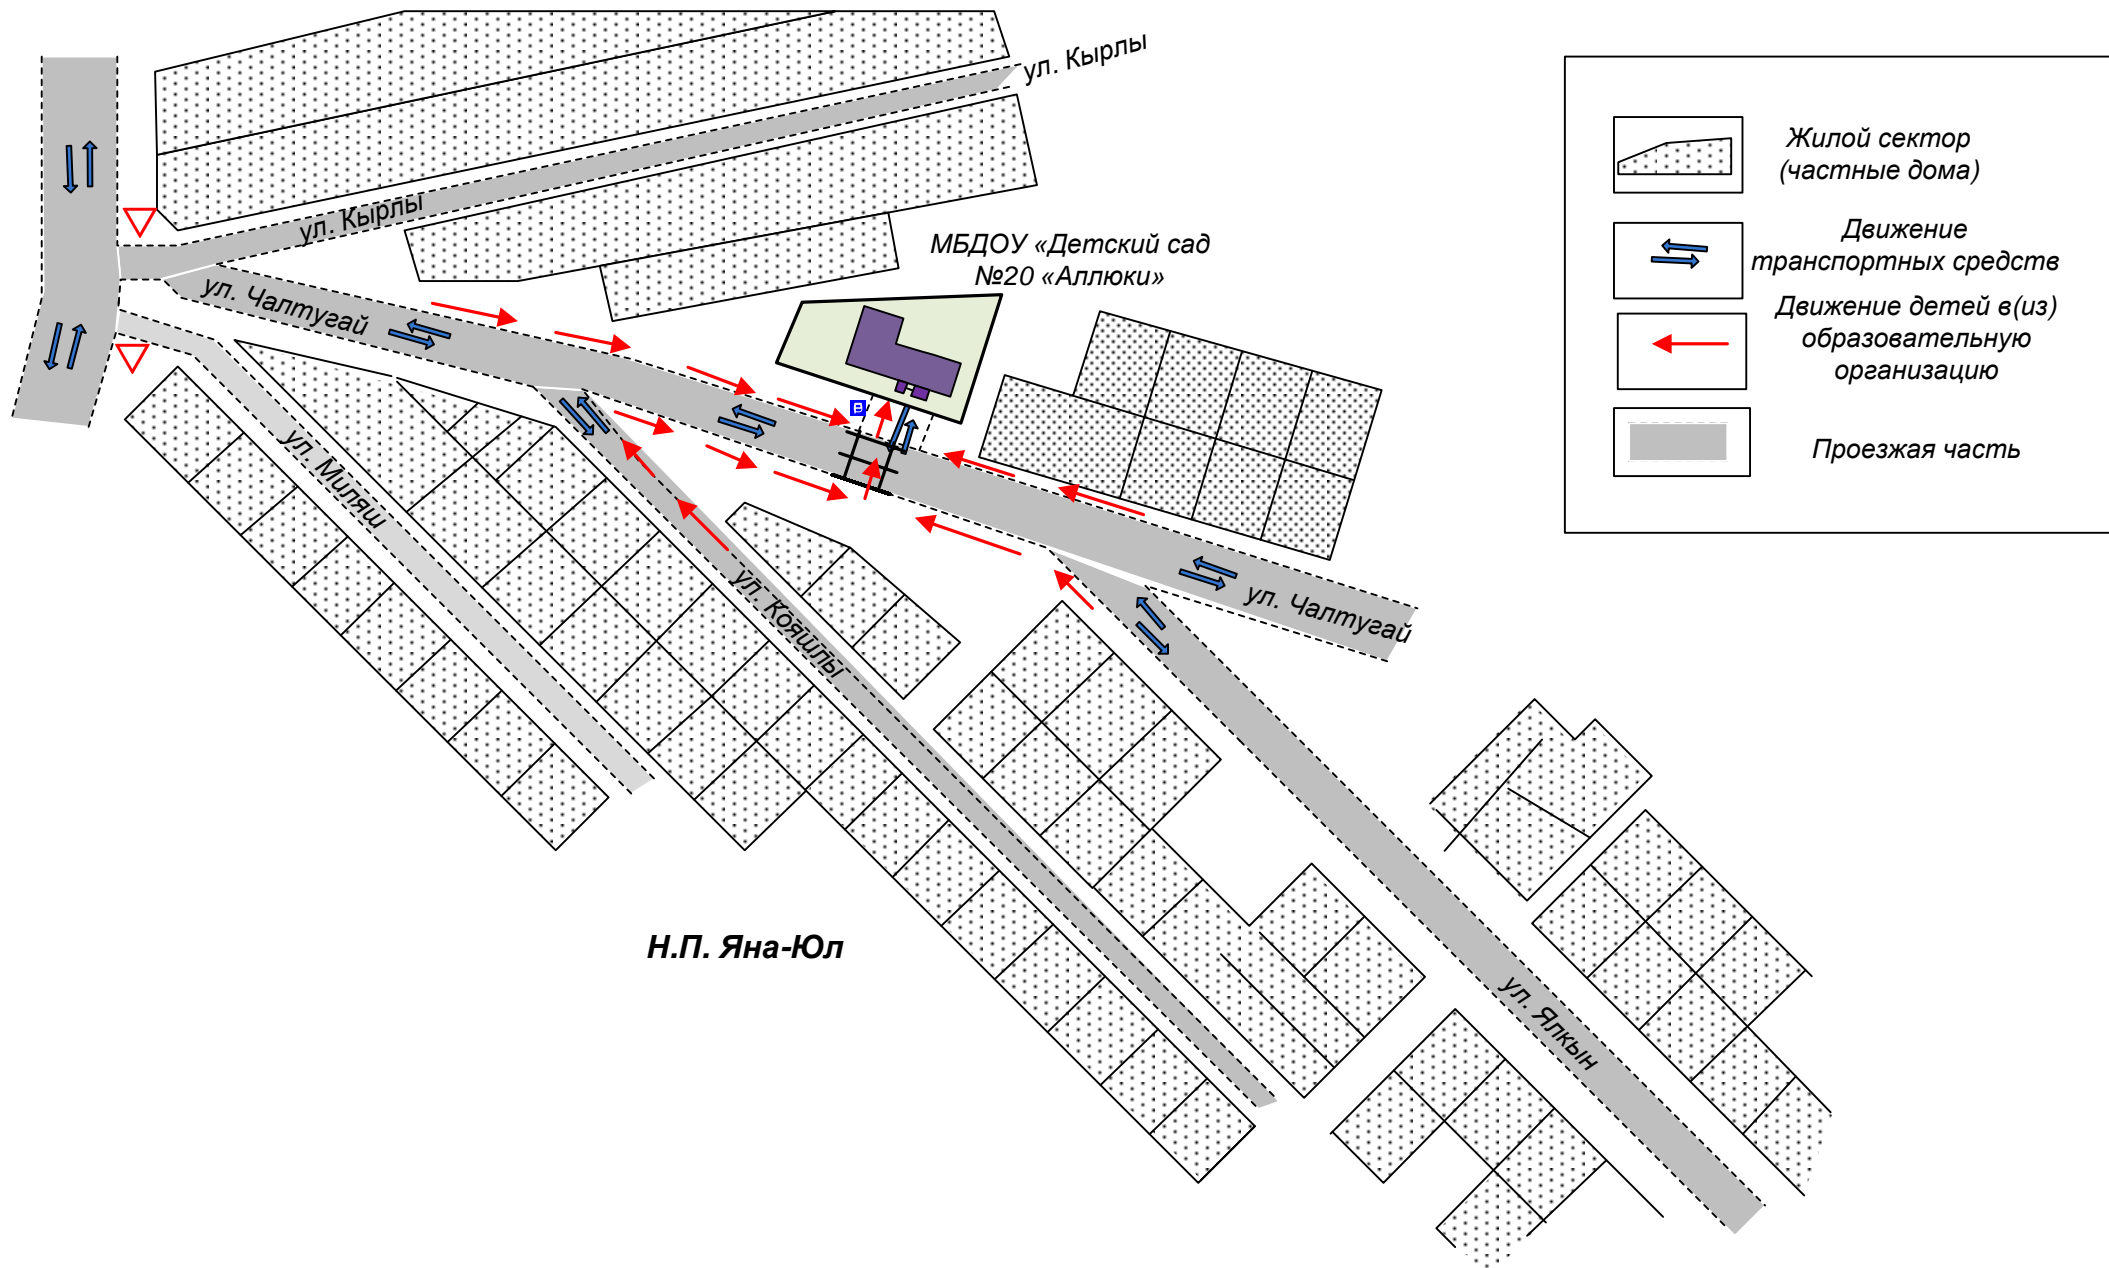 ул. Кырлы
ул. Кырлы
МБДОУ «Детский сад
№20 «Аллюки»
ул. Чалтугай
ул. Миляш
ул. Кояшлы
ул. Чалтугай
ул. Ялкын
Н.П. Яна-Юл
Жилой сектор
(частные дома)
Движение
транспортных средств
Движение детей в(из)
образовательную
организацию
Проезжая часть